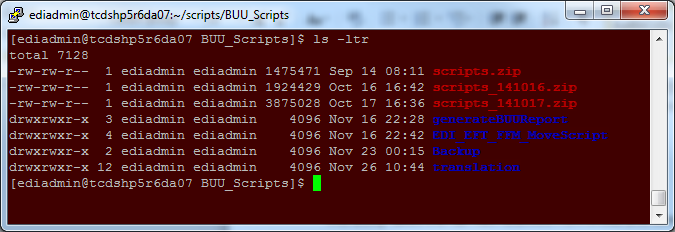 ediadmin@tcdshp5r6da07:~/scripts/BUU_Scripts
[ediadmin@tcdshp5r6da07 BUU_Scripts]$ ls -ltr
total 7128
-rw-rw-r-- 1 ediadmin ediadmin 1475471 Sep 14 08:11 scripts.zip
-rw-rw-r-- 1 ediadmin ediadmin 1924429 Oct 16 16:42 scripts_141016.zip
-rw-rw-r-- 1 ediadmin ediadmin 3875028 Oct 17 16:36 scripts_141017.zip
drwxrwxr-x 3 ediadmin ediadmin 4096 Nov 16 22:28 generateBUUReport
drwxrwxr-x 4 ediadmin ediadmin 4096 Nov 16 22:42
drwxrwxr-x 2 ediadmin ediadmin 4096 Nov 23 00:15 Backup
drwxrwxr-x 12 ediadmin ediadmin 4096 Nov 26 10:44 translation
[ediadmin@tcdshp5r6da07 BUU_Scripts]$